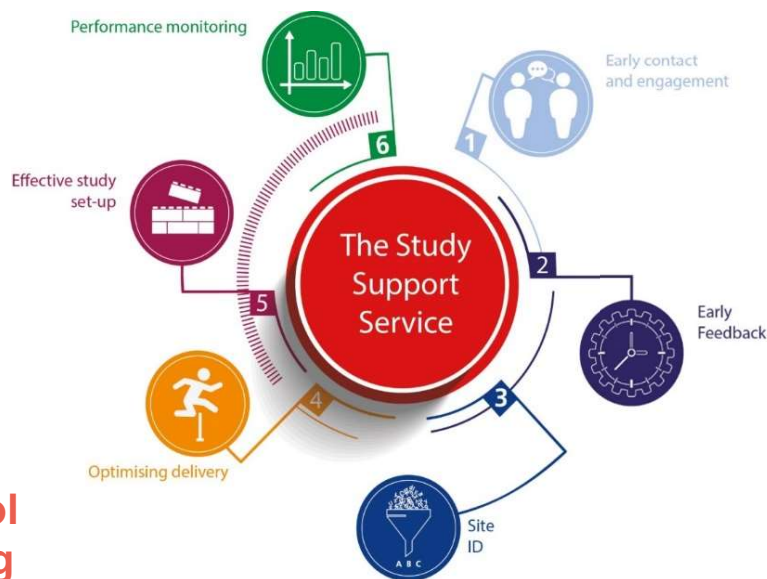 Performance monitoring
6
Early contact
and engagement
1
Effective study
set-up
The Study
Support
Service
2
5
Early
Feedback
4
3
Optimising delivery
Site
ID
A B C